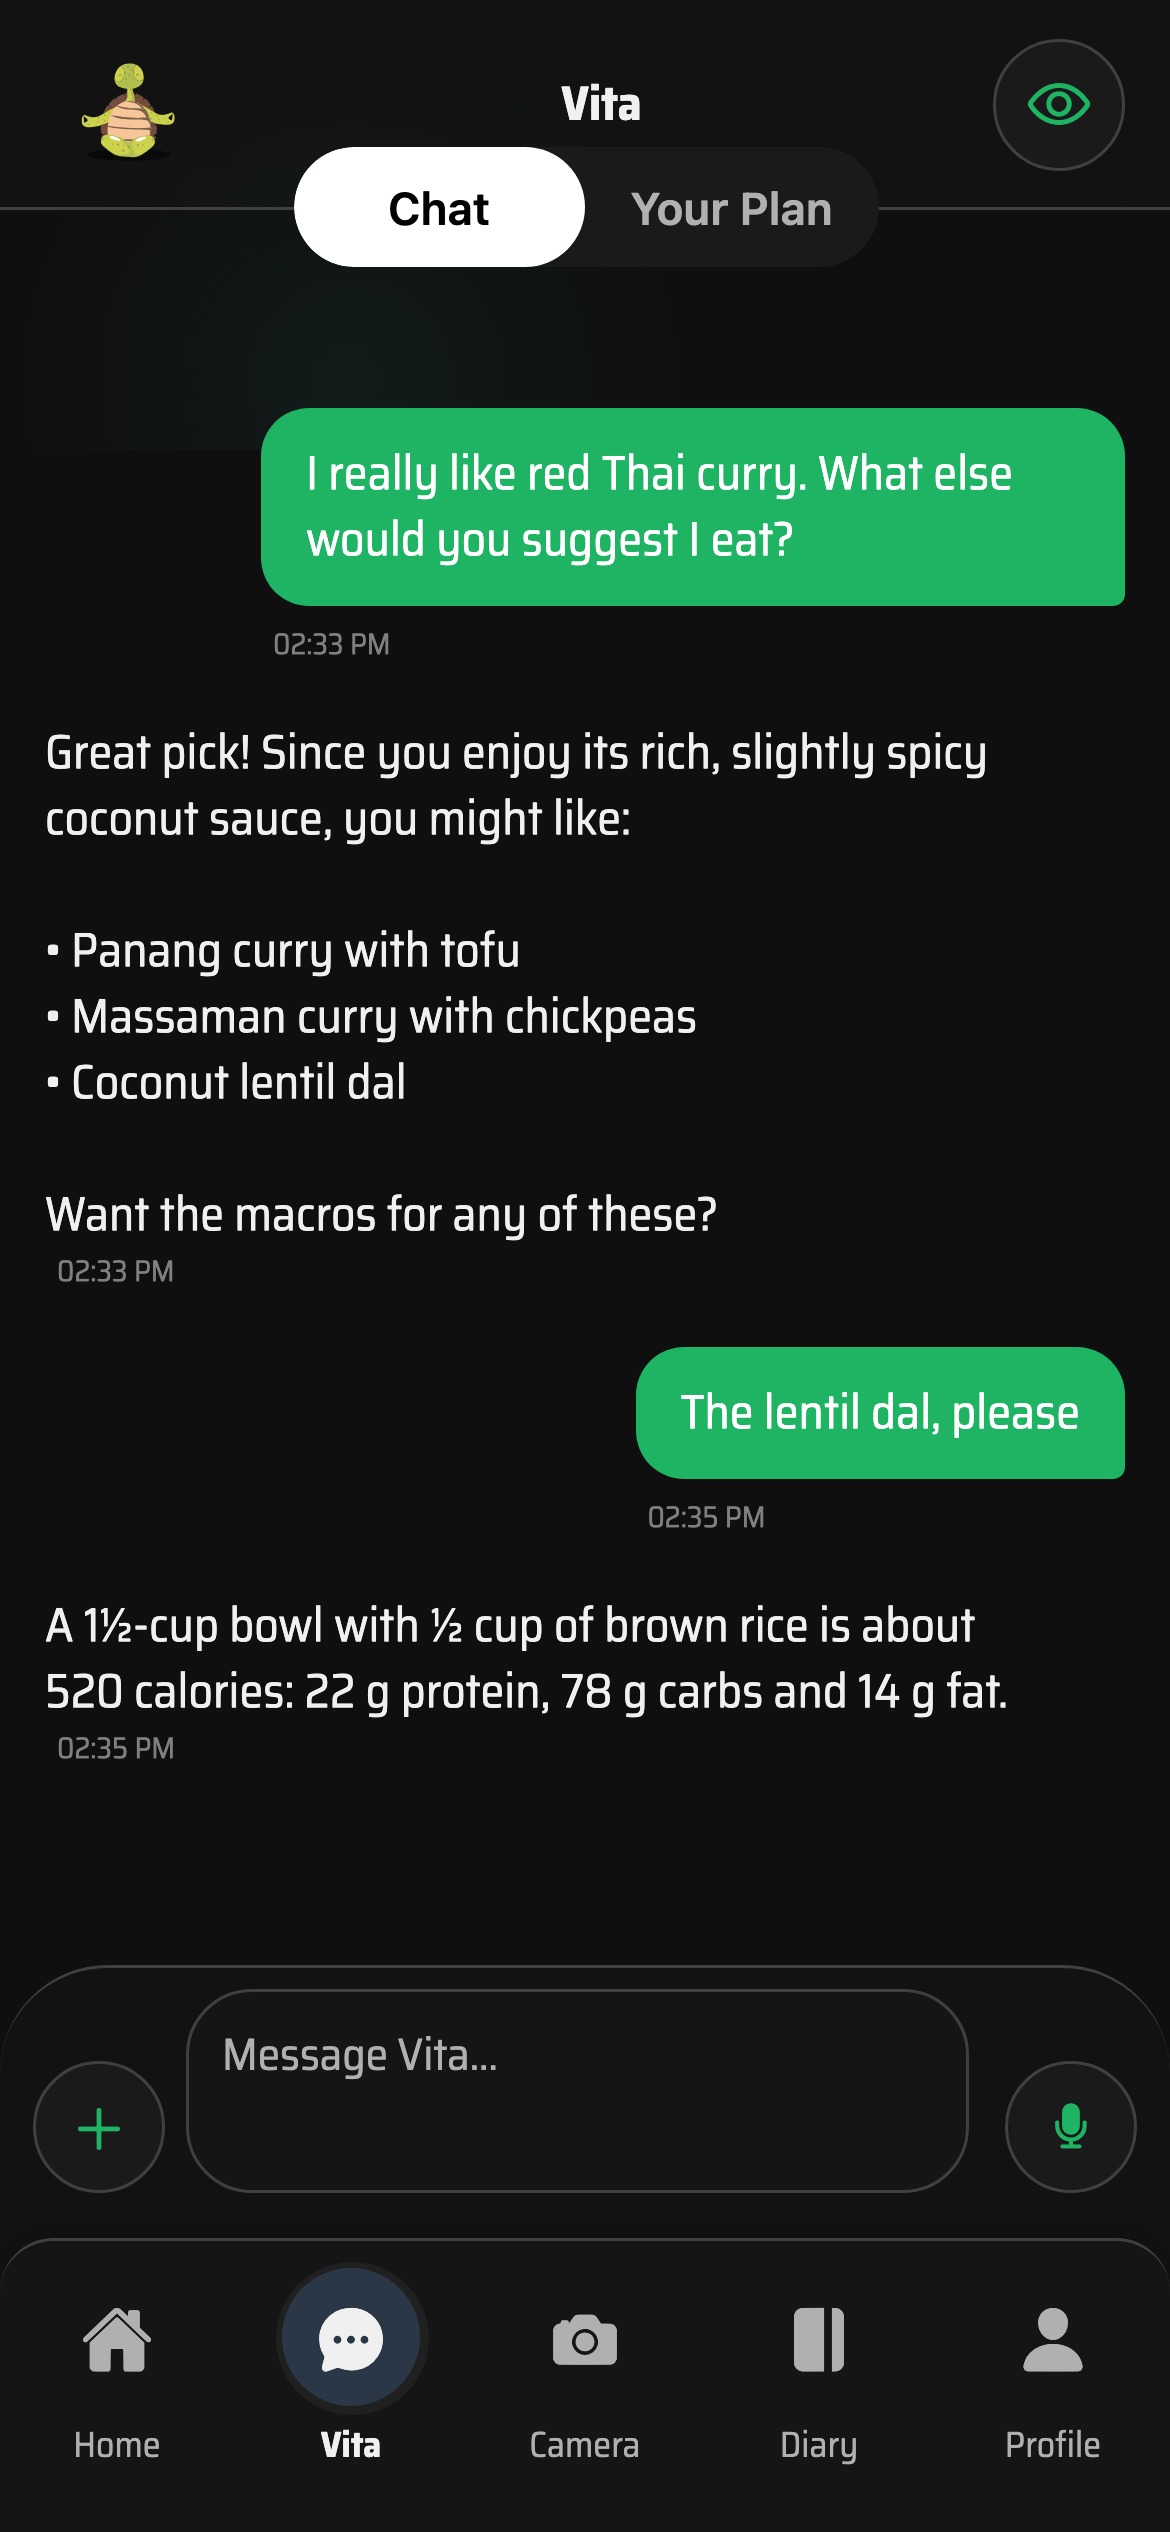 Vita
Chat
Your Plan
I really like red Thai curry. What else
would you suggest I eat?
02:33 PM
Great pick! Since you enjoy its rich, slightly spicy
coconut sauce, you might like:
• Panang curry with tofu
• Massaman curry with chickpeas
• Coconut lentil dal
Want the macros for any of these?
02:33 PM
The lentil dal, please
02:35 PM
A 1½-cup bowl with ½ cup of brown rice is about
520 calories: 22 g protein, 78 g carbs and 14 g fat.
02:35 PM
Message Vita...
Home
Vita
Camera
Diary
Profile